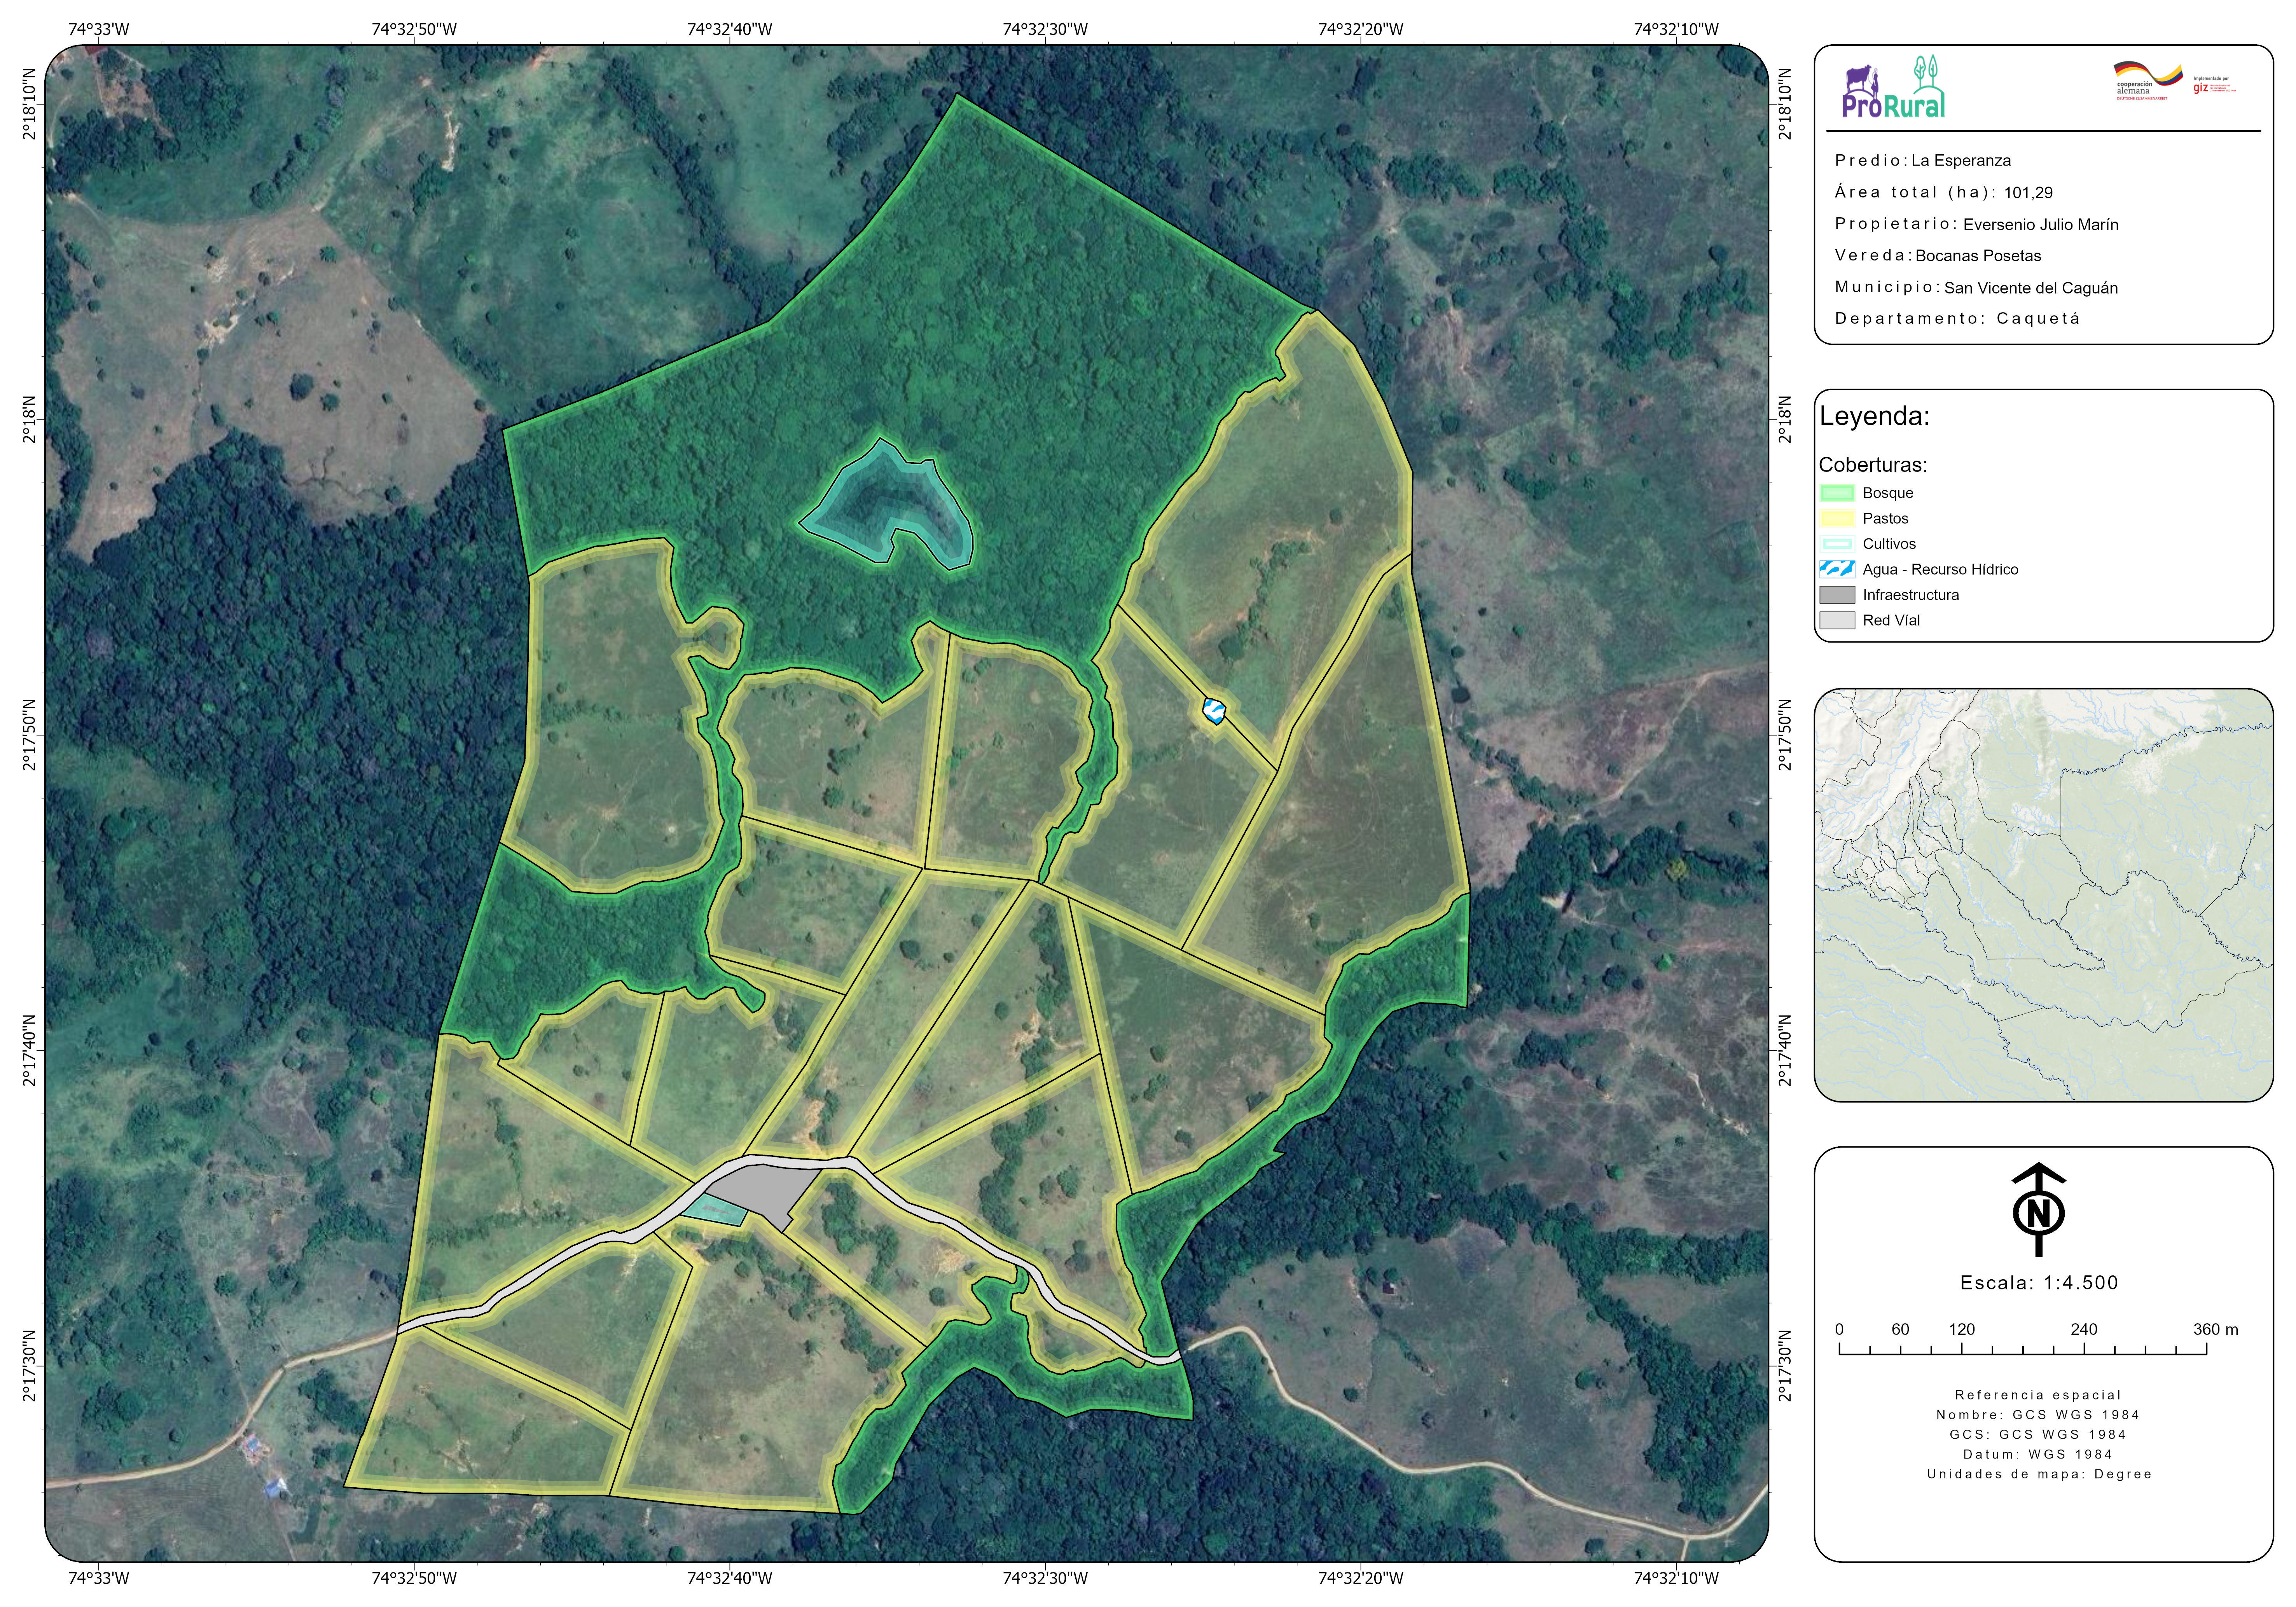 74°33'W 74°32'50"W 74°32'40"W 74°32'30"W 74°32'20"W 74°32'10"W
2°18'10"N
2°18'N
2°17'50"N
2°17'40"N
2°17'30"N
2°18'10"N
2°18'N
2°17'50"N
2°17'40"N
2°17'30"N
74°33'W 74°32'50"W 74°32'40"W 74°32'30"W 74°32'20"W 74°32'10"W
ProRural
cooperación
alemana
DEUTSCHE ZUSAMMENARBEIT
Implementada por
giz
Predio: La Esperanza
Área total (ha): 101,29
Propietario: Eversenio Julio Marín
Vereda: Bocanas Posetas
Municipio: San Vicente del Caguán
Departamento: Caquetá
Leyenda:
Coberturas:
Bosque
Pastos
Cultivos
Agua - Recurso Hídrico
Infraestructura
Red Víal
N
Escala: 1:4.500
0 60 120 240 360 m
Referencia espacial
Nombre: GCS WGS 1984
GCS: GCS WGS 1984
Datum: WGS 1984
Unidades de mapa: Degree